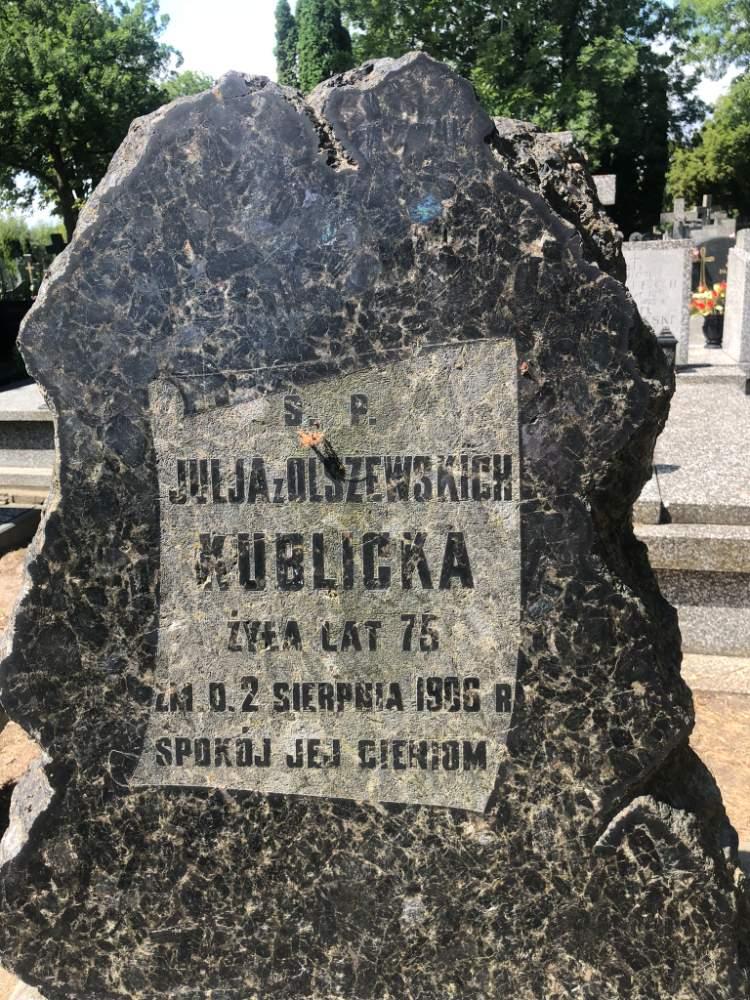 Ś. P.
JULJA z OLSZEWSKICH
KUBLICKA
ŻYŁA LAT 75
ZM. D. 2 SIERPNIA 1906 R
SPOKÓJ JEJ CIENIOM